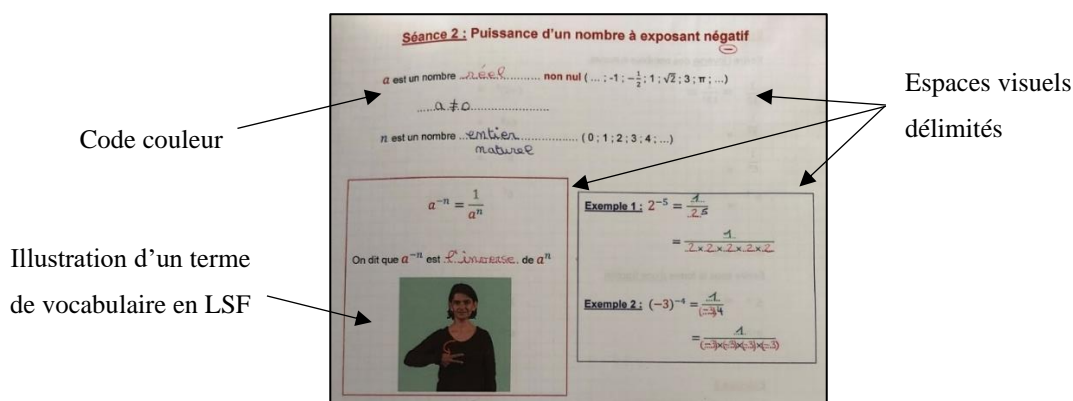 Séance 2 : Puissance d'un nombre à exposant négatif
a est un nombre ...réel... non nul ( ... ; -1 ; -1/2 ; 1 ; √2 ; 3 ; π ; ...)
a ≠ 0
n est un nombre ...entier naturel... ( 0 ; 1 ; 2 ; 3 ; 4 ; ...)
a⁻ⁿ = 1/aⁿ
On dit que a⁻ⁿ est l'inverse de aⁿ
Exemple 1 : 2⁻⁵ = 1/2⁵
= 1/(2×2×2×2×2)
Exemple 2 : (−3)⁻⁴ = 1/(−3)⁴
= 1/((−3)×(−3)×(−3)×(−3))
Code couleur
Illustration d'un terme
de vocabulaire en LSF
Espaces visuels
délimités